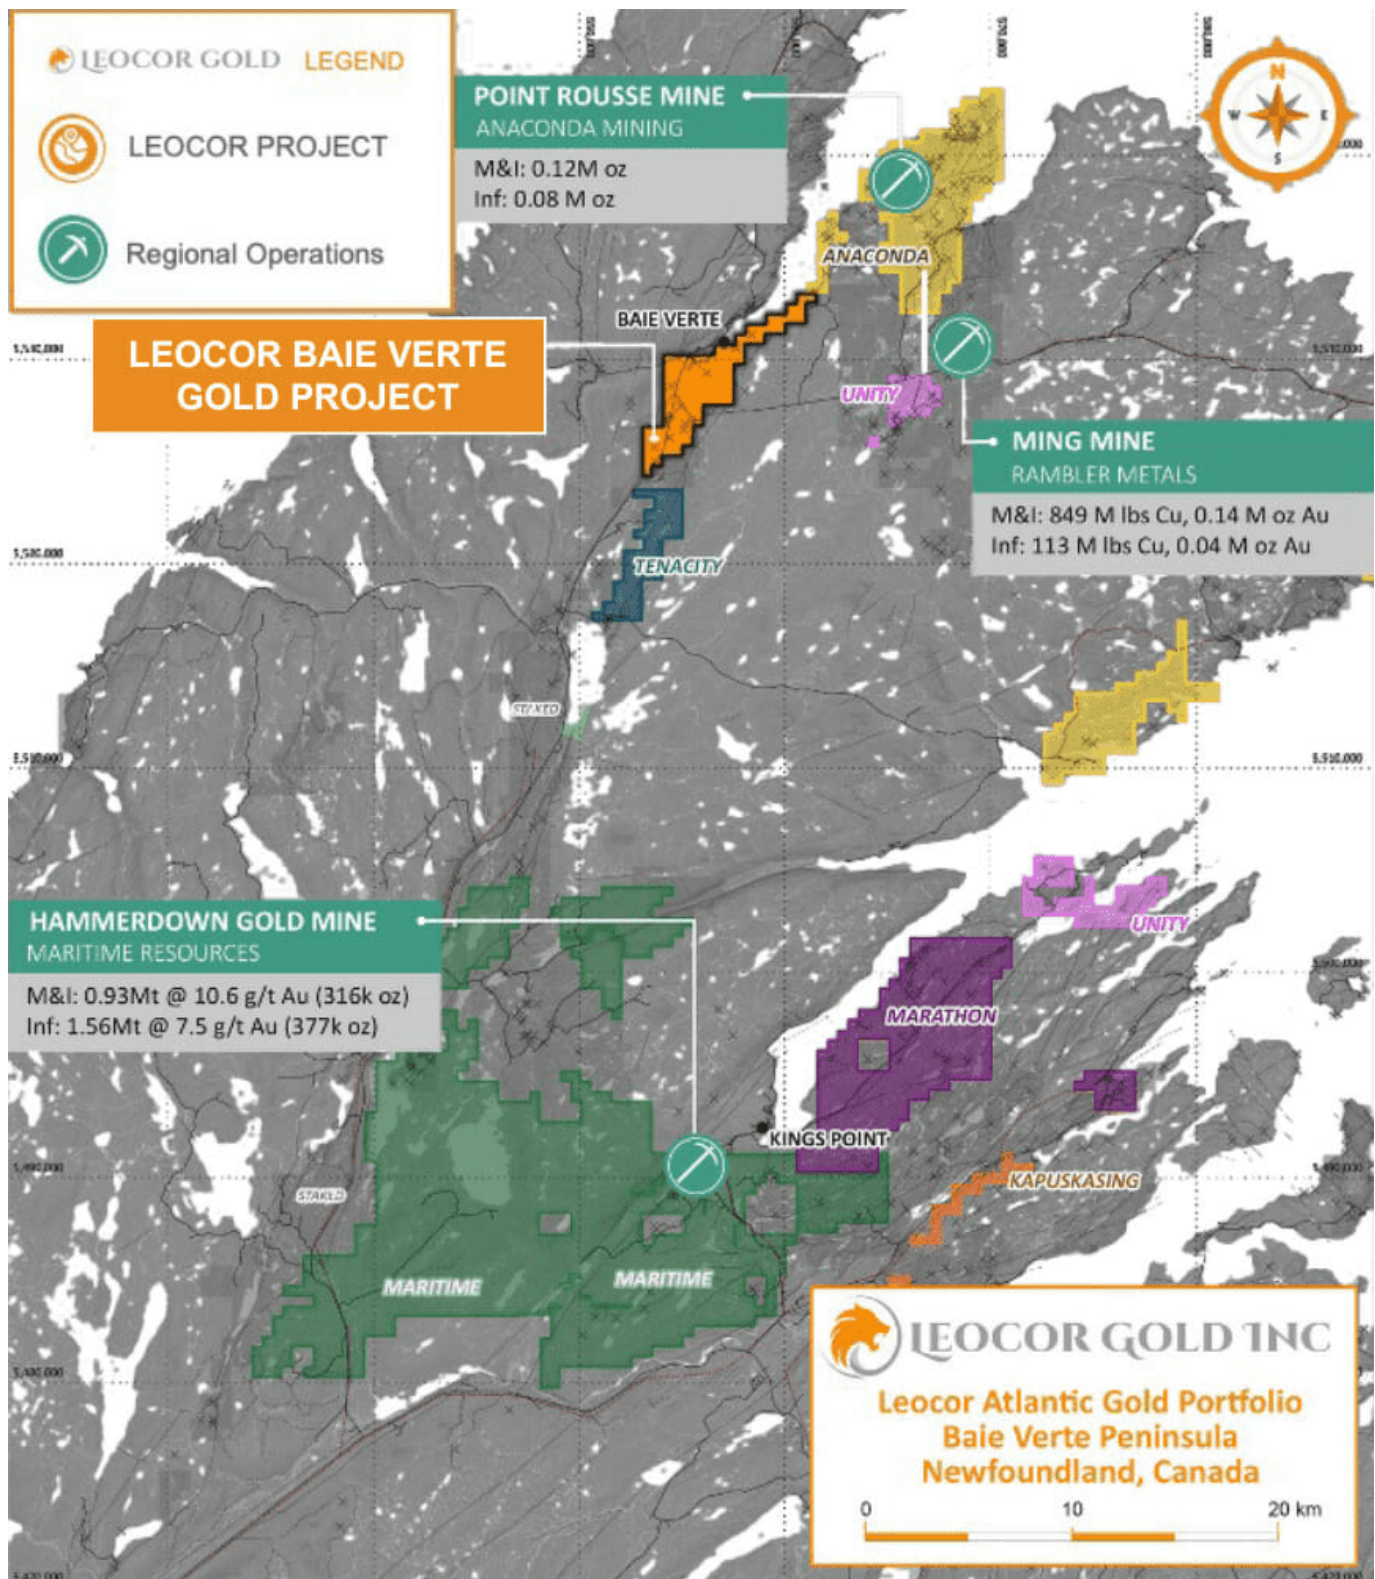 LEOCOR GOLD LEGEND
LEOCOR PROJECT
Regional Operations
N
W
E
S
POINT ROUSSE MINE
ANACONDA MINING
M&I: 0.12M oz
Inf: 0.08 M oz
ANACONDA
BAIE VERTE
LEOCOR BAIE VERTE
GOLD PROJECT
UNITY
MING MINE
RAMBLER METALS
M&I: 849 M lbs Cu, 0.14 M oz Au
Inf: 113 M lbs Cu, 0.04 M oz Au
TENACITY
STAKED
HAMMERDOWN GOLD MINE
MARITIME RESOURCES
M&I: 0.93Mt @ 10.6 g/t Au (316k oz)
Inf: 1.56Mt @ 7.5 g/t Au (377k oz)
UNITY
MARATHON
KINGS POINT
STAKED
KAPUSKASING
MARITIME
MARITIME
LEOCOR GOLD INC
Leocor Atlantic Gold Portfolio
Baie Verte Peninsula
Newfoundland, Canada
0 10 20 km